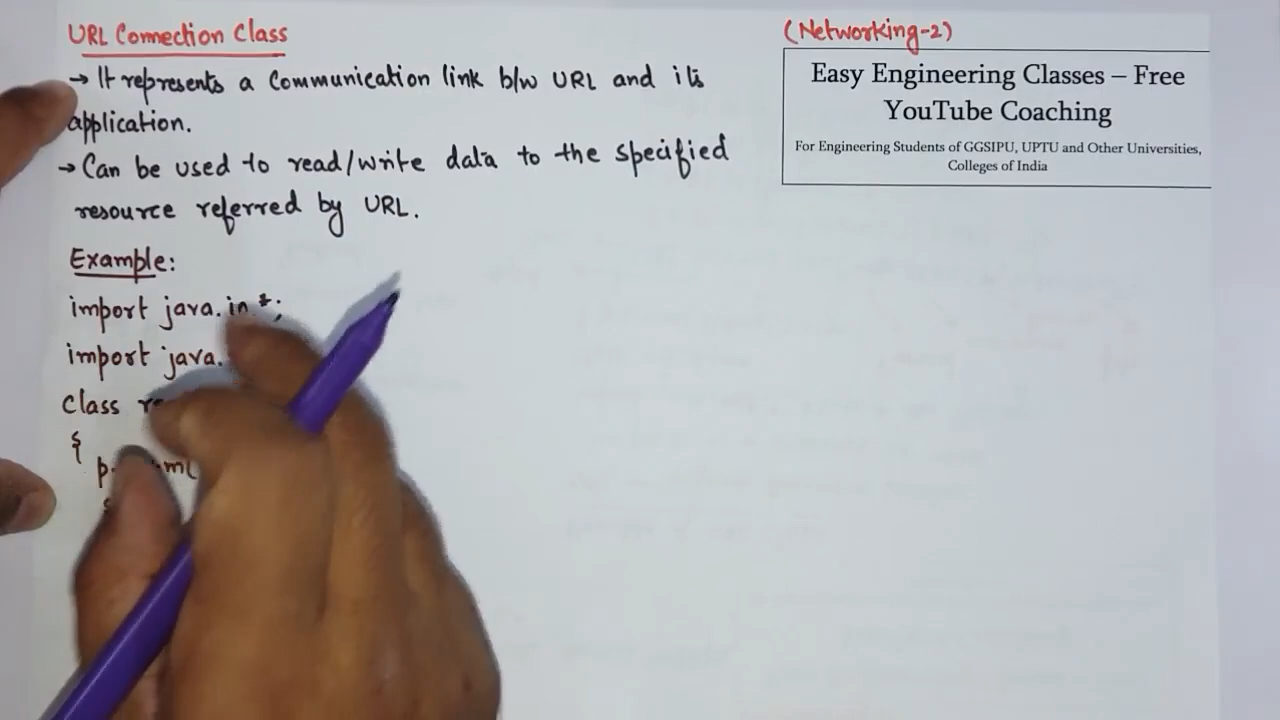 URL Connection Class
(Networking-2)
→ It represents a Communication link b/w URL and its
application.
→ Can be used to read/write data to the specified
resource referred by URL.
Easy Engineering Classes – Free
YouTube Coaching
For Engineering Students of GGSIPU, UPTU and Other Universities,
Colleges of India
Example:
import java.
import java.
class
{